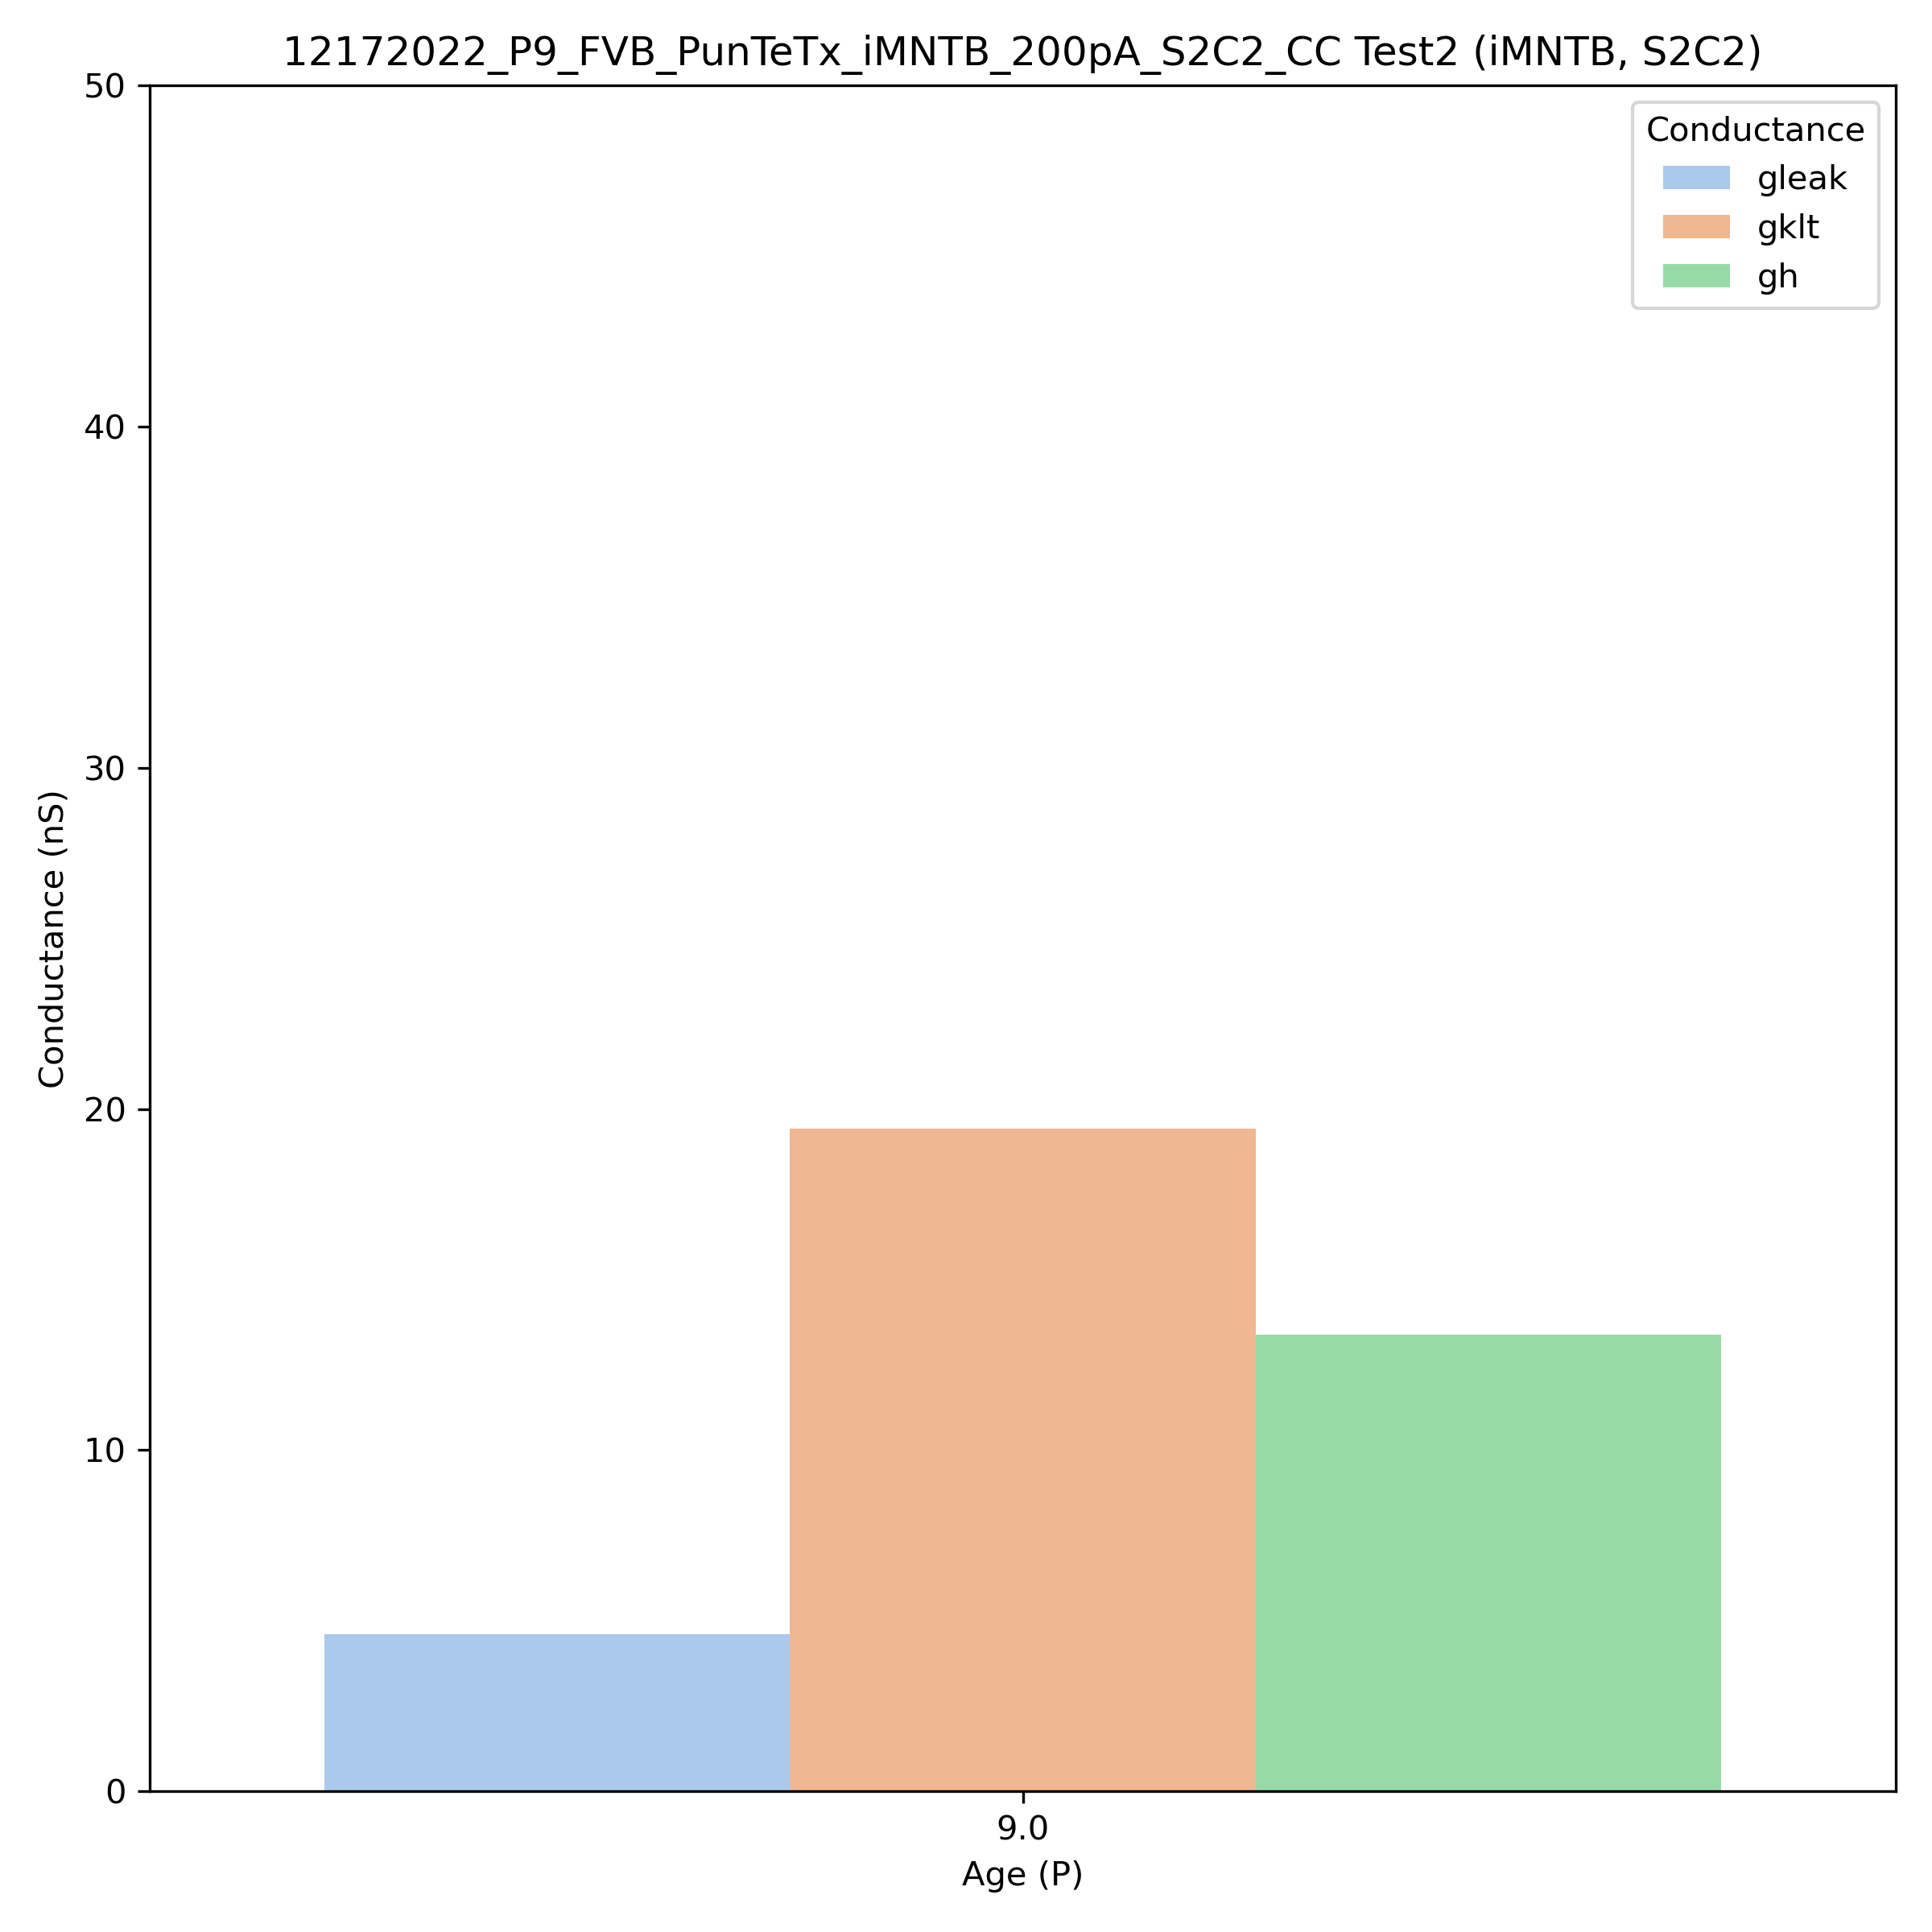 12172022_P9_FVB_PunTeTx_iMNTB_200pA_S2C2_CC Test2 (iMNTB, S2C2)
Conductance
gleak
gklt
gh
50
40
30
20
10
0
Conductance (nS)
9.0
Age (P)